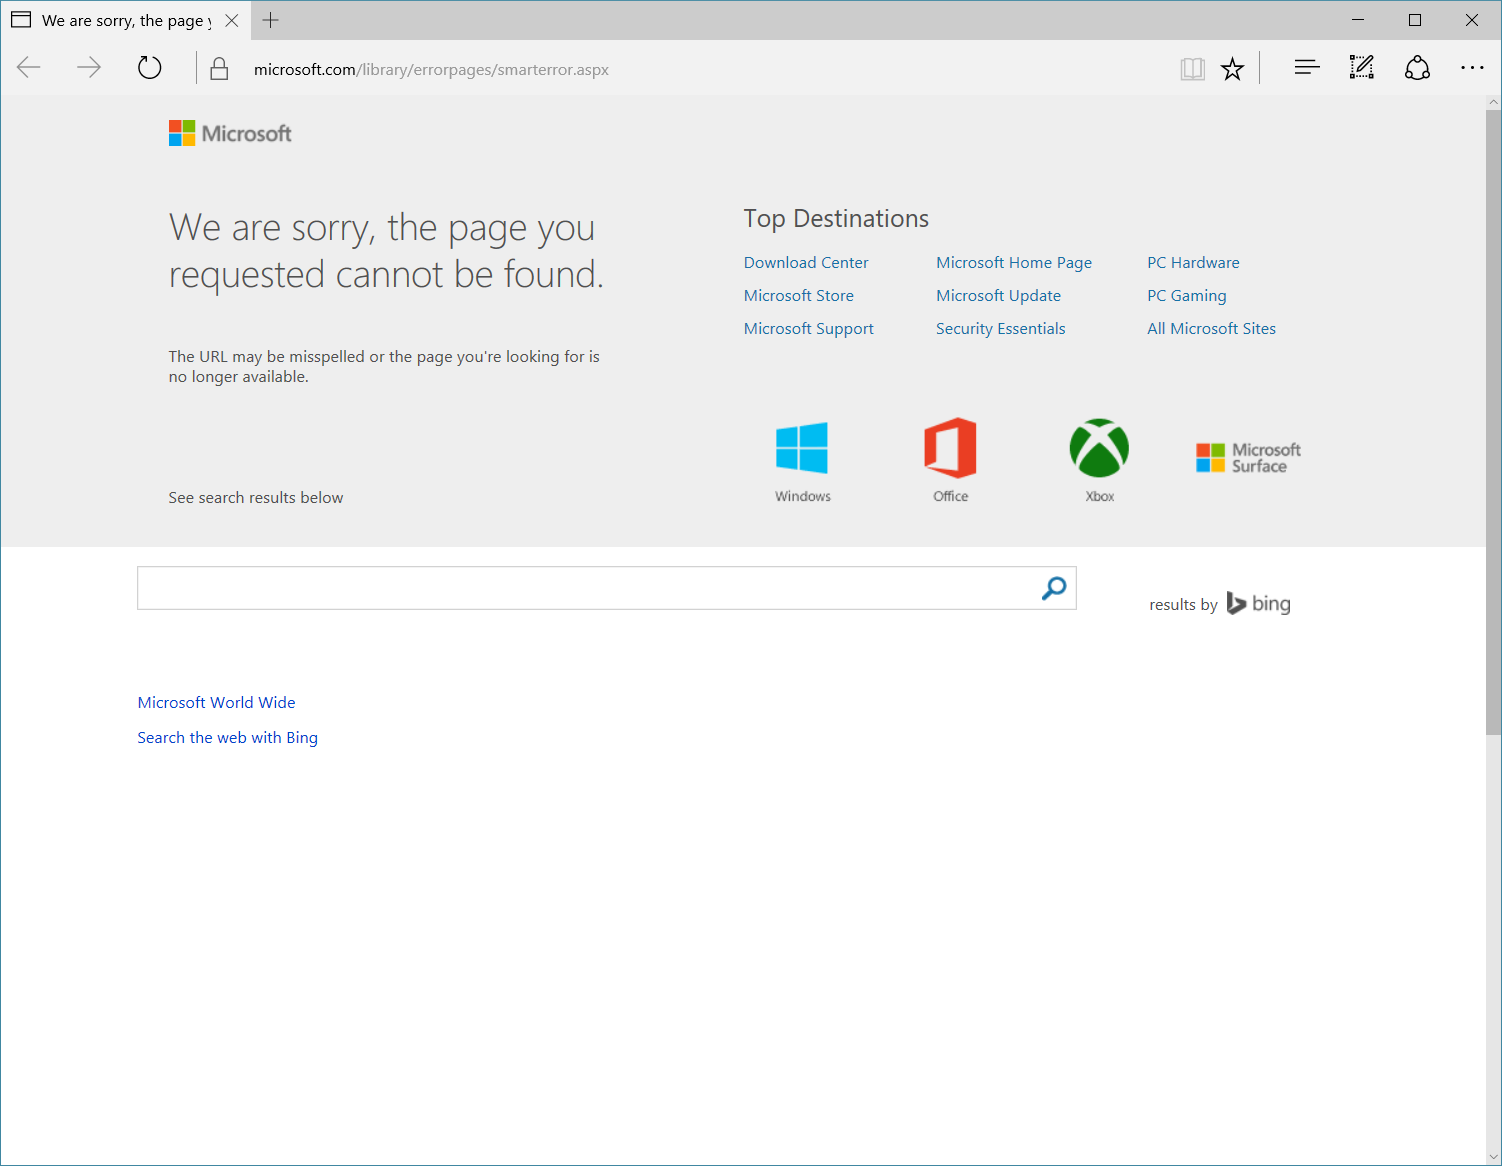 We are sorry, the page y
microsoft.com/library/errorpages/smarterror.aspx
Microsoft
We are sorry, the page you
requested cannot be found.
The URL may be misspelled or the page you're looking for is
no longer available.
See search results below
Top Destinations
Download Center Microsoft Home Page PC Hardware
Microsoft Store Microsoft Update PC Gaming
Microsoft Support Security Essentials All Microsoft Sites
Windows Office Xbox Microsoft
Surface
results by bing
Microsoft World Wide
Search the web with Bing